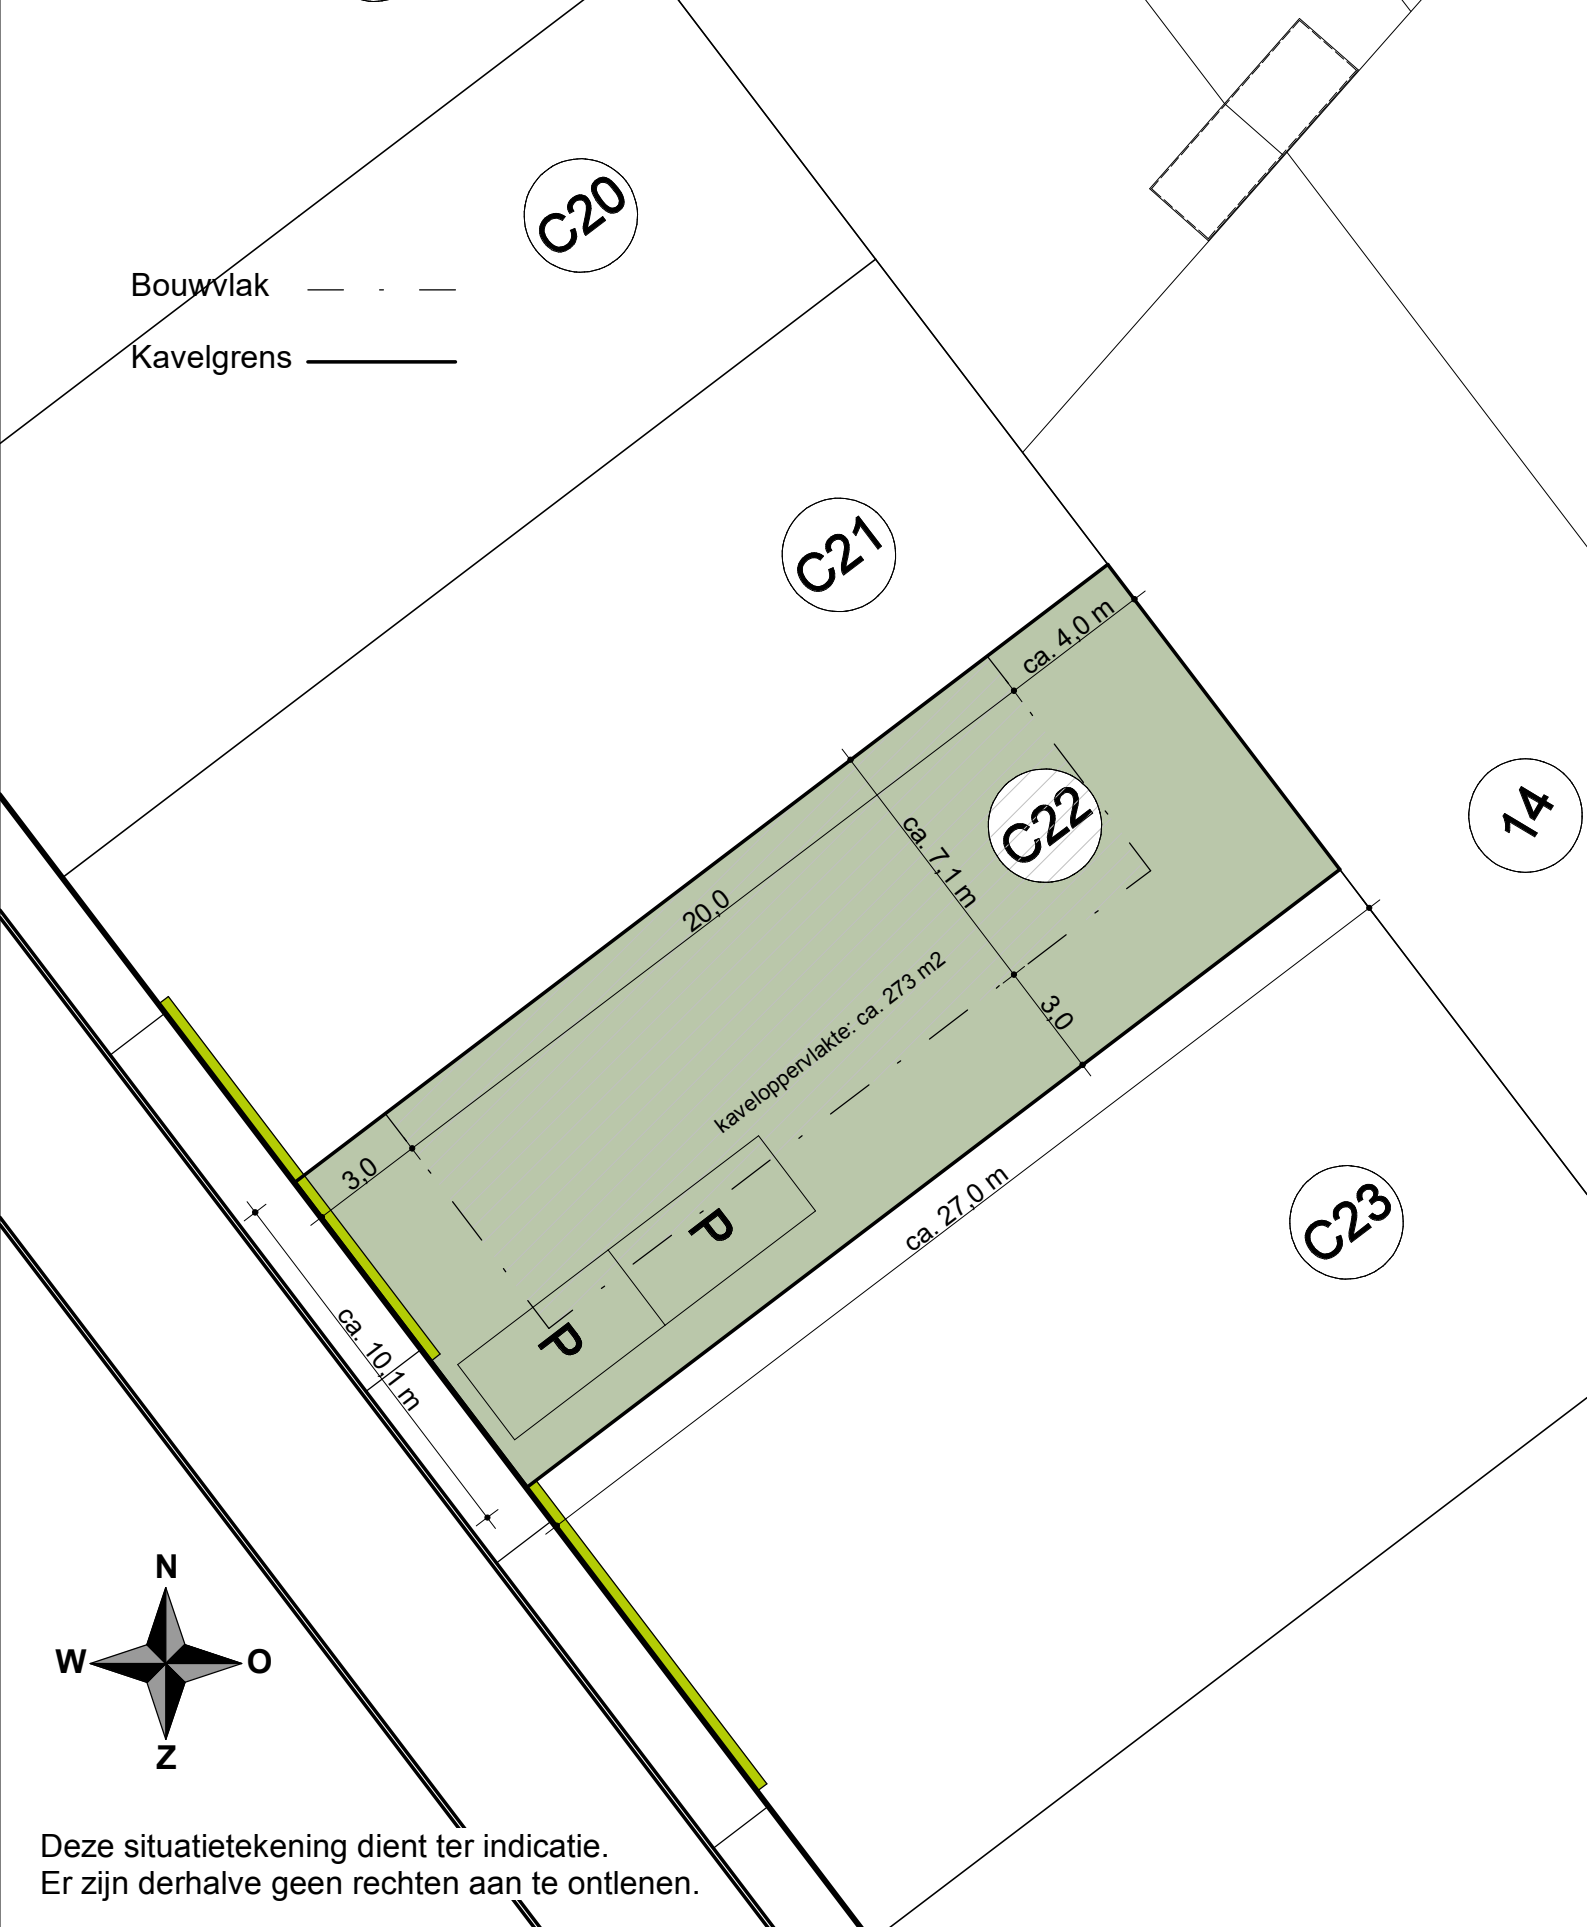 C20
Bouwvlak
Kavelgrens
C21
ca. 4,0 m
C22
14
ca. 7,1 m
20,0
kaveloppervlakte: ca. 273 m2
3,0
3,0
P
P
ca. 27,0 m
C23
ca. 10,1 m
N
W
O
Z
Deze situatietekening dient ter indicatie.
Er zijn derhalve geen rechten aan te ontlenen.